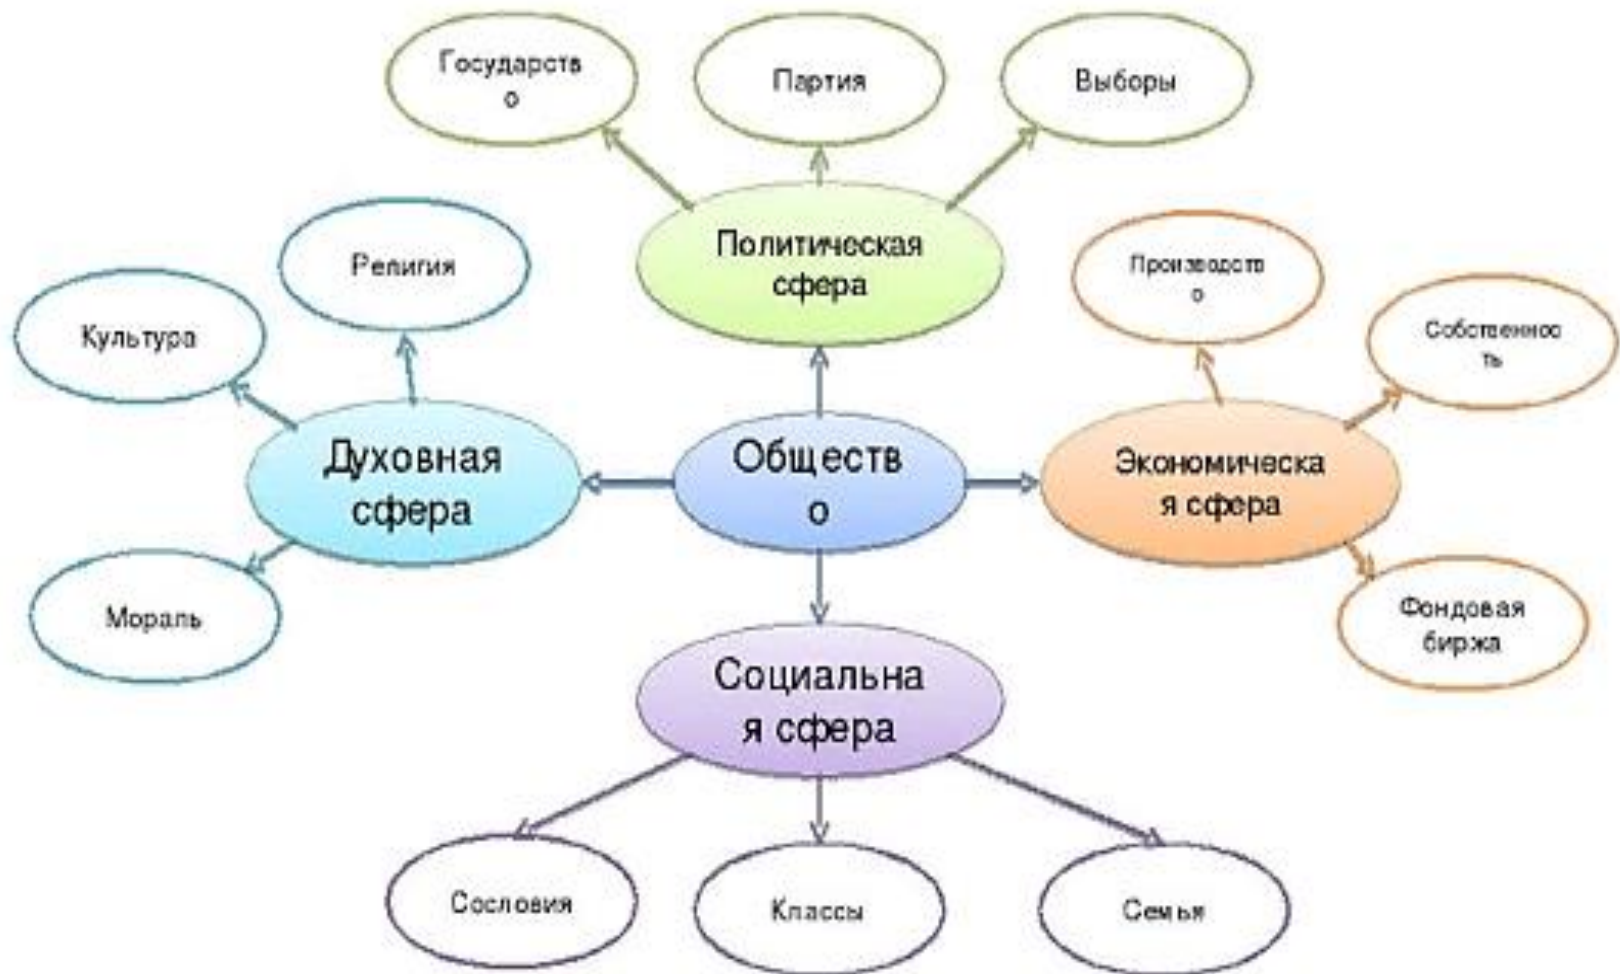 Государств
о
Партия
Выборы
Политическая
сфера
Религия
Культура
Производств
о
Собственнос
ть
Духовная
сфера
Обществ
о
Экономическа
я сфера
Мораль
Фондовая
биржа
Социальна
я сфера
Сословия
Классы
Семья